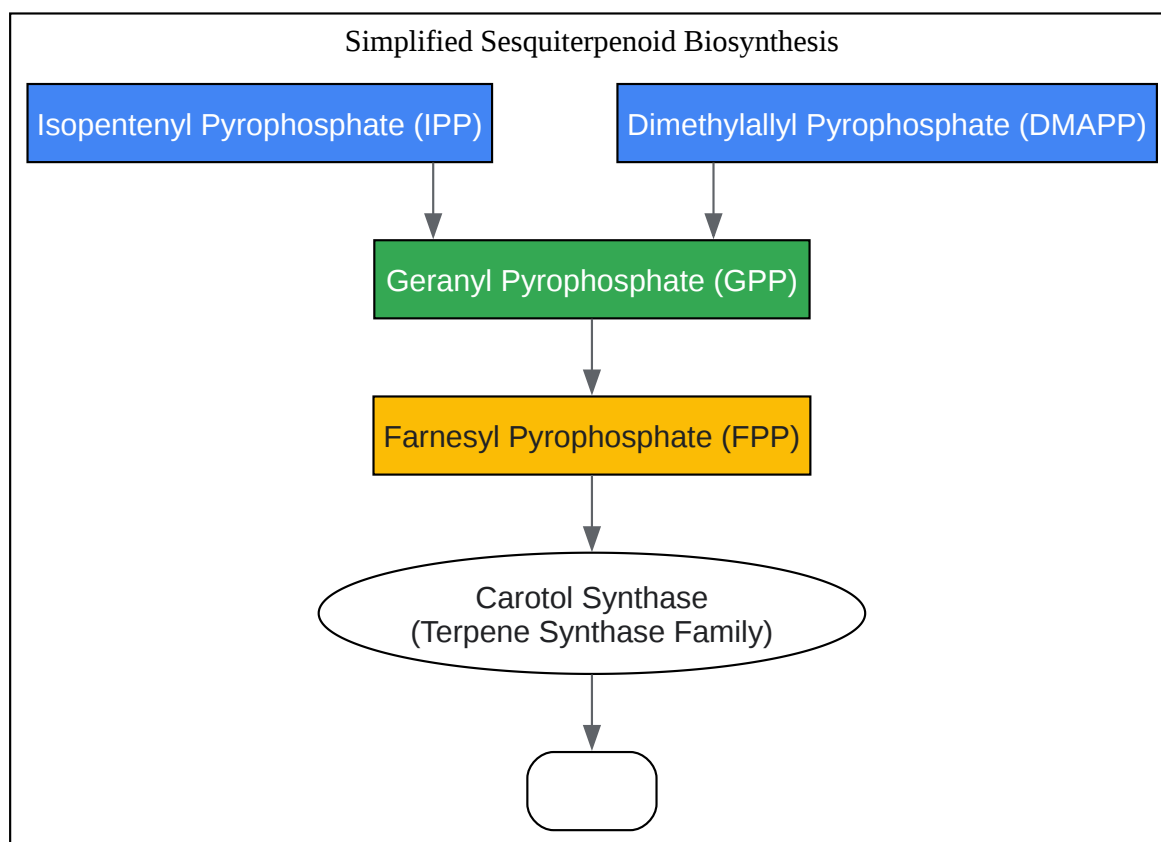 Simplified Sesquiterpenoid Biosynthesis
Isopentenyl Pyrophosphate (IPP)
Dimethylallyl Pyrophosphate (DMAPP)
Geranyl Pyrophosphate (GPP)
Farnesyl Pyrophosphate (FPP)
Carotol Synthase
(Terpene Synthase Family)